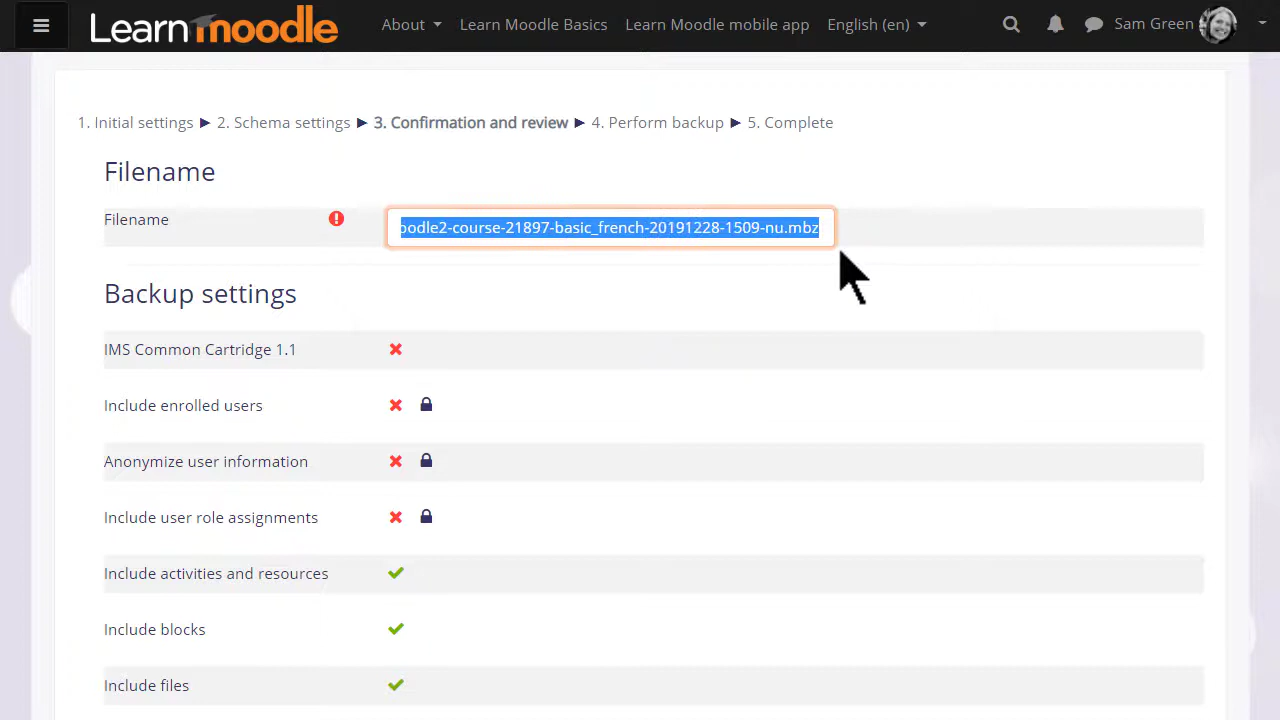 Learn moodle About Learn Moodle Basics Learn Moodle mobile app English (en) Sam Green
1. Initial settings ► 2. Schema settings ► 3. Confirmation and review ► 4. Perform backup ► 5. Complete
Filename
Filename oodle2-course-21897-basic_french-20191228-1509-nu.mbz
Backup settings
IMS Common Cartridge 1.1
Include enrolled users
Anonymize user information
Include user role assignments
Include activities and resources
Include blocks
Include files